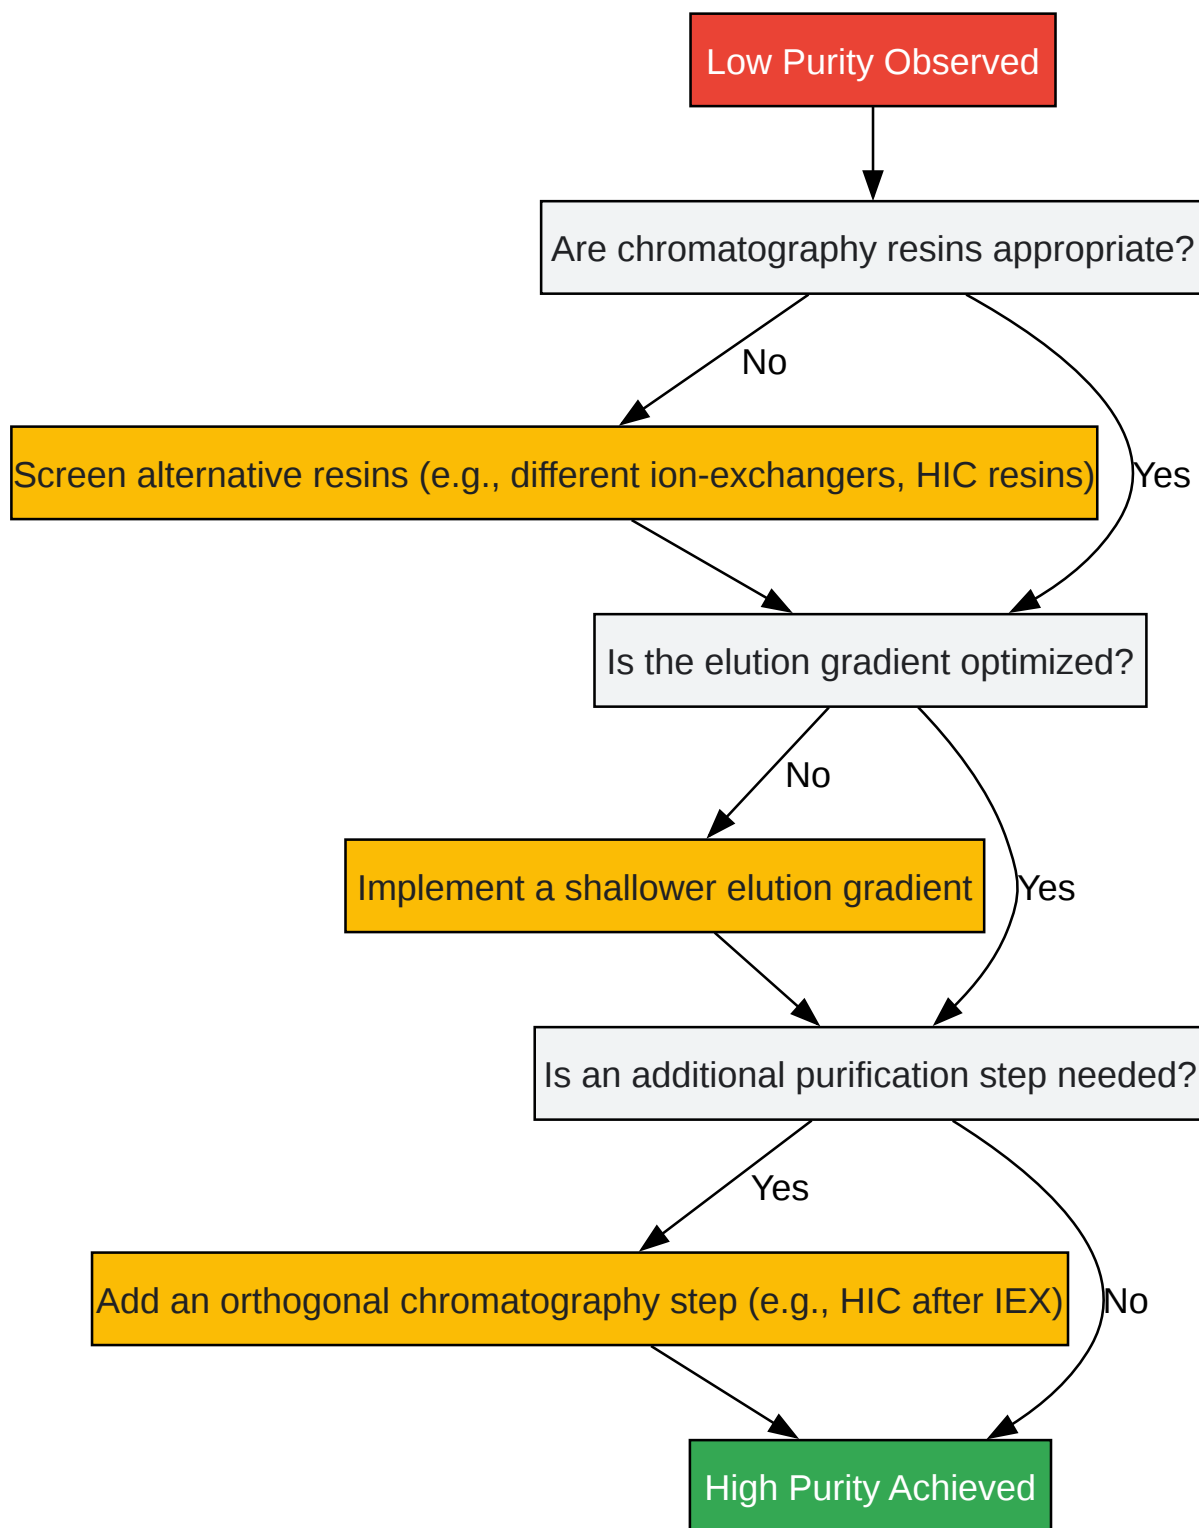 Low Purity Observed
Are chromatography resins appropriate?
No
Screen alternative resins (e.g., different ion-exchangers, HIC resins)
Yes
Is the elution gradient optimized?
No
Implement a shallower elution gradient
Yes
Is an additional purification step needed?
Yes
Add an orthogonal chromatography step (e.g., HIC after IEX)
No
High Purity Achieved